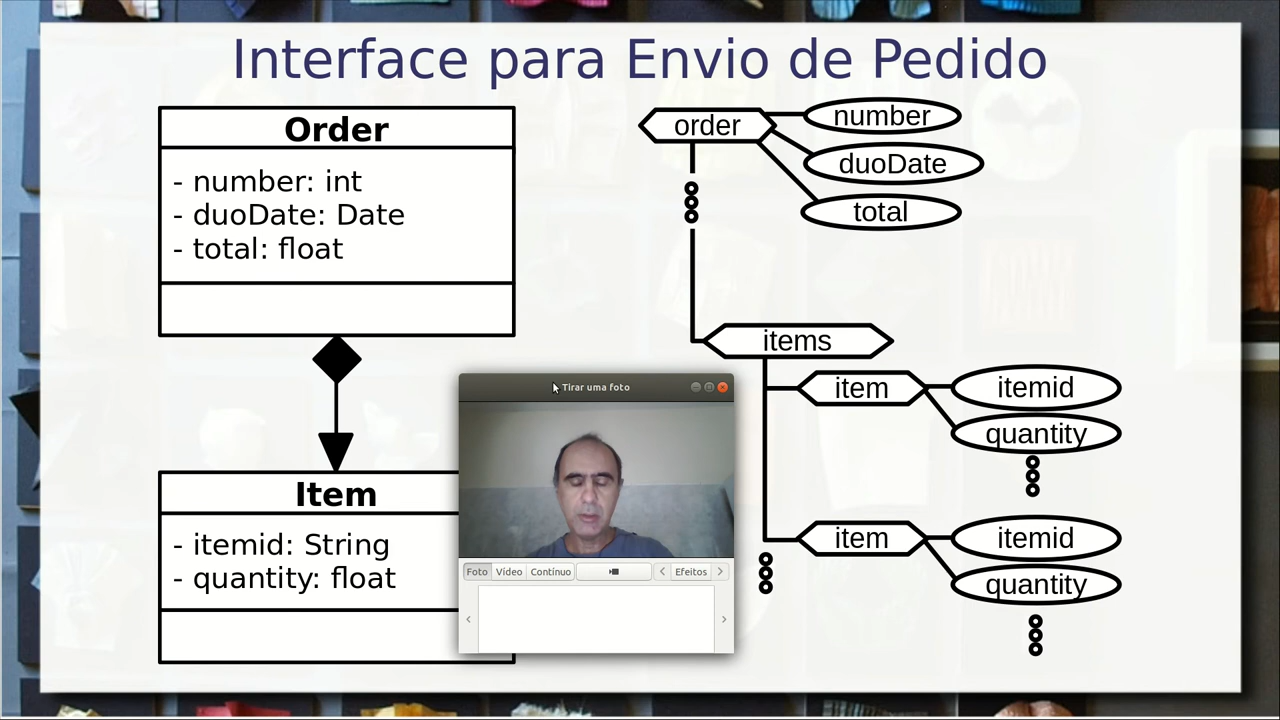 Interface para Envio de Pedido
Order
- number: int
- duoDate: Date
- total: float
Item
- itemid: String
- quantity: float
order
number
duoDate
total
items
item
itemid
quantity
item
itemid
quantity
Tirar uma foto
Foto Vídeo Contínuo Efeitos